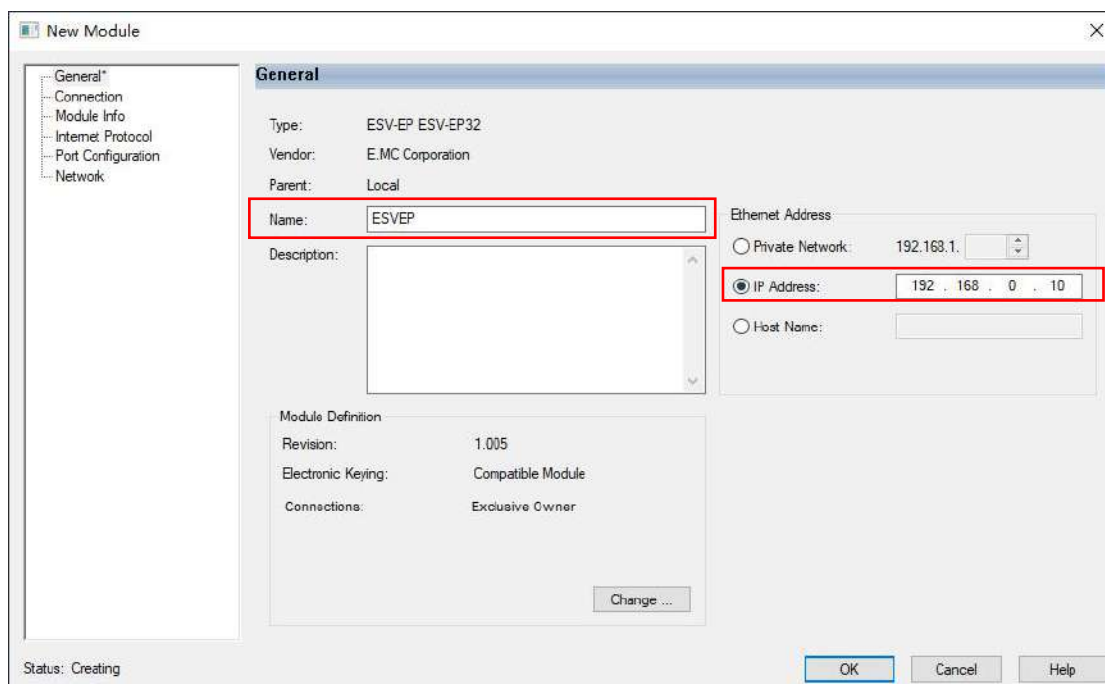 New Module
General*
Connection
Module Info
Internet Protocol
Port Configuration
Network
General
Type: ESV-EP ESV-EP32
Vendor: E.MC Corporation
Parent: Local
Name: ESVEP
Description:
Ethernet Address
Private Network: 192.168.1.
IP Address: 192 . 168 . 0 . 10
Host Name:
Module Definition
Revision: 1.005
Electronic Keying: Compatible Module
Connections: Exclusive Owner
Change ...
Status: Creating
OK Cancel Help